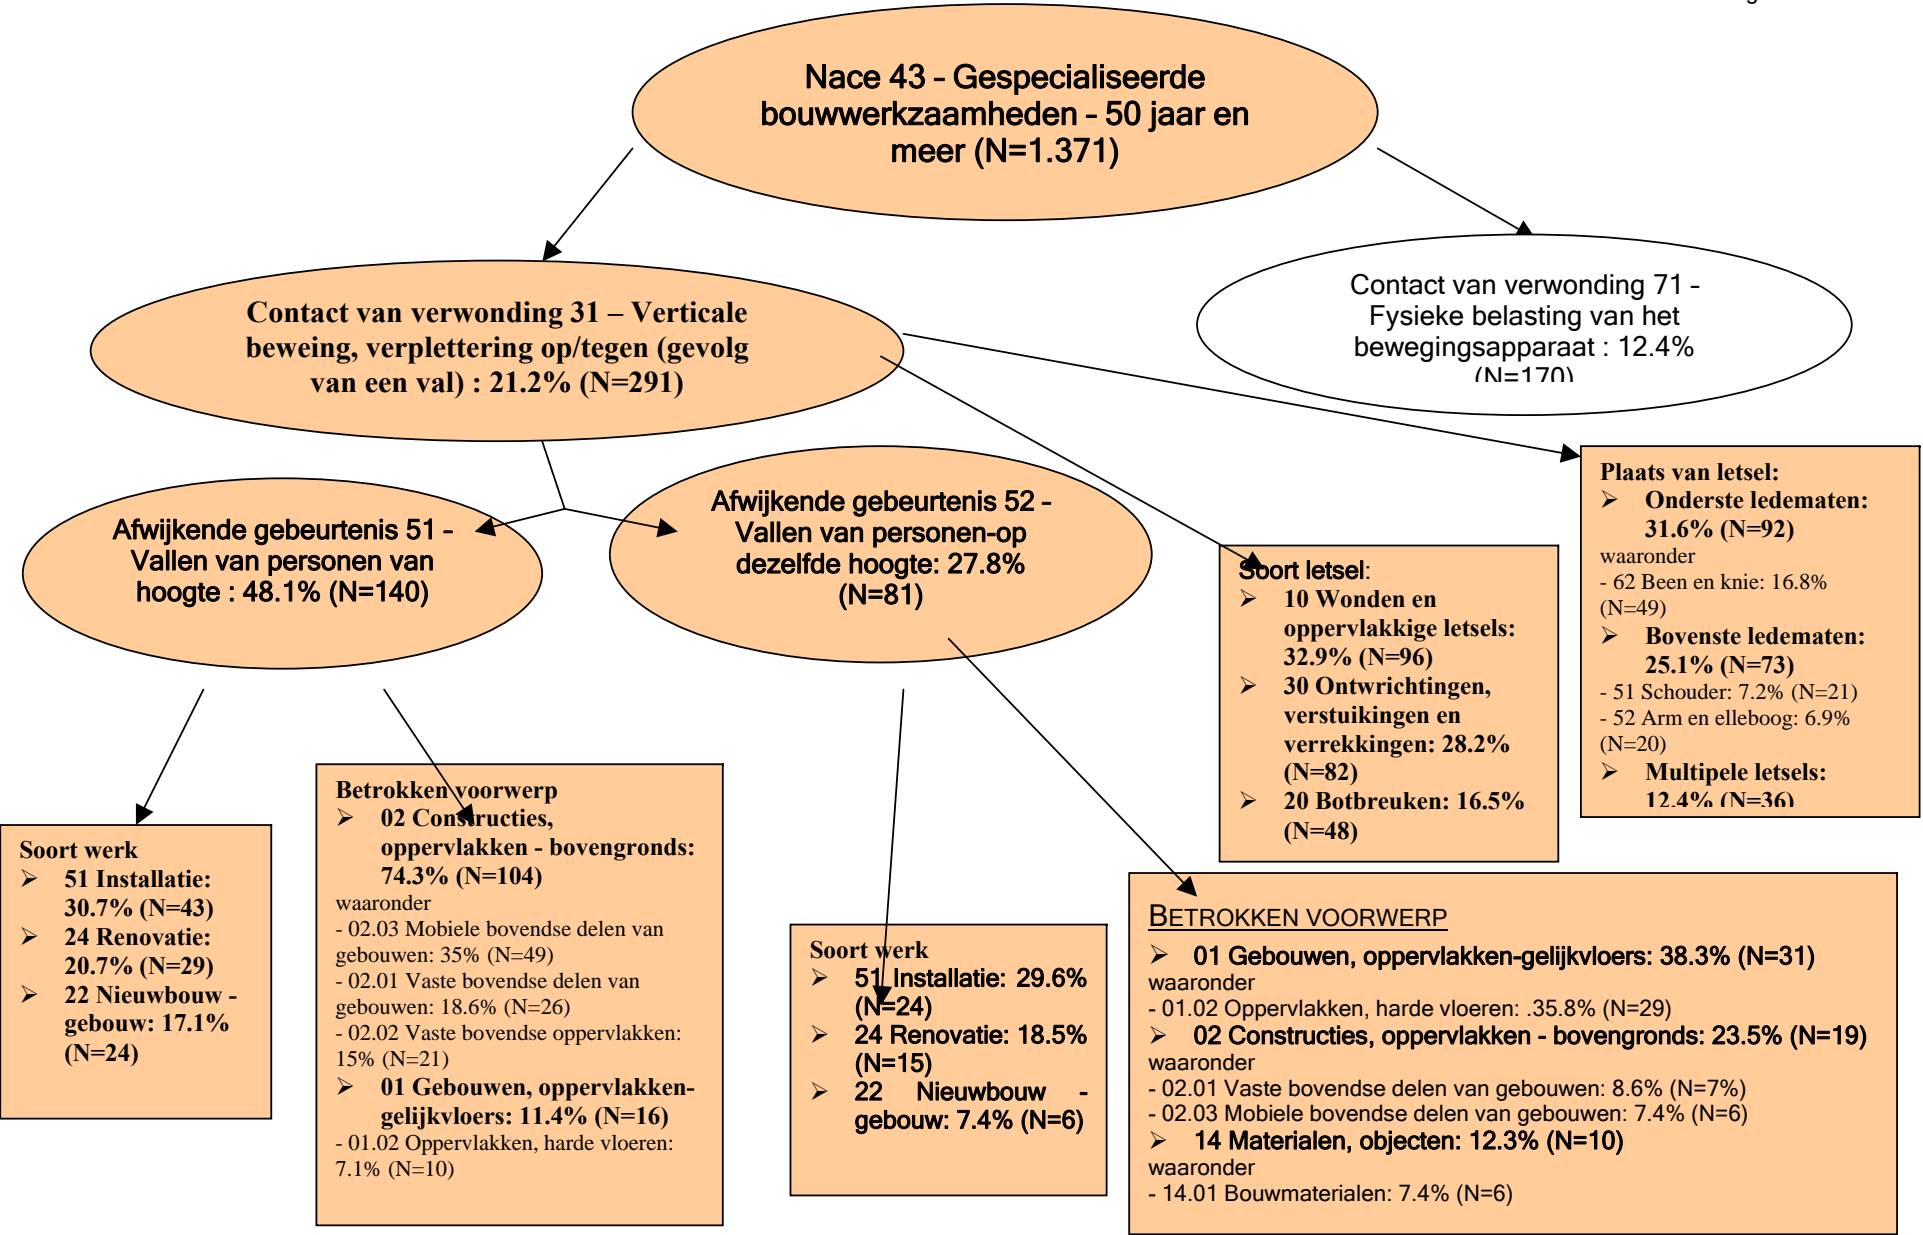 Nace 43 - Gespecialiseerde
bouwwerkzaamheden - 50 jaar en
meer (N=1.371)
Contact van verwonding 31 – Verticale
beweing, verplettering op/tegen (gevolg
van een val) : 21.2% (N=291)
Contact van verwonding 71 -
Fysieke belasting van het
bewegingsapparaat : 12.4%
(N=170)
Afwijkende gebeurtenis 51 -
Vallen van personen van
hoogte : 48.1% (N=140)
Afwijkende gebeurtenis 52 -
Vallen van personen-op
dezelfde hoogte: 27.8%
(N=81)
Soort letsel:
➢ 10 Wonden en
oppervlakkige letsels:
32.9% (N=96)
➢ 30 Ontwrichtingen,
verstuikingen en
verrekkingen: 28.2%
(N=82)
➢ 20 Botbreuken: 16.5%
(N=48)
Plaats van letsel:
➢ Onderste ledematen:
31.6% (N=92)
waaronder
- 62 Been en knie: 16.8%
(N=49)
➢ Bovenste ledematen:
25.1% (N=73)
- 51 Schouder: 7.2% (N=21)
- 52 Arm en elleboog: 6.9%
(N=20)
➢ Multipele letsels:
12.4% (N=36)
Soort werk
➢ 51 Installatie:
30.7% (N=43)
➢ 24 Renovatie:
20.7% (N=29)
➢ 22 Nieuwbouw -
gebouw: 17.1%
(N=24)
Betrokken voorwerp
➢ 02 Constructies,
oppervlakken - bovengronds:
74.3% (N=104)
waaronder
- 02.03 Mobiele bovendse delen van
gebouwen: 35% (N=49)
- 02.01 Vaste bovendse delen van
gebouwen: 18.6% (N=26)
- 02.02 Vaste bovendse oppervlakken:
15% (N=21)
➢ 01 Gebouwen, oppervlakken-
gelijkvloers: 11.4% (N=16)
- 01.02 Oppervlakken, harde vloeren:
7.1% (N=10)
Soort werk
➢ 51 Installatie: 29.6%
(N=24)
➢ 24 Renovatie: 18.5%
(N=15)
➢ 22 Nieuwbouw -
gebouw: 7.4% (N=6)
BETROKKEN VOORWERP
➢ 01 Gebouwen, oppervlakken-gelijkvloers: 38.3% (N=31)
waaronder
- 01.02 Oppervlakken, harde vloeren: .35.8% (N=29)
➢ 02 Constructies, oppervlakken - bovengronds: 23.5% (N=19)
waaronder
- 02.01 Vaste bovendse delen van gebouwen: 8.6% (N=7%)
- 02.03 Mobiele bovendse delen van gebouwen: 7.4% (N=6)
➢ 14 Materialen, objecten: 12.3% (N=10)
waaronder
- 14.01 Bouwmaterialen: 7.4% (N=6)